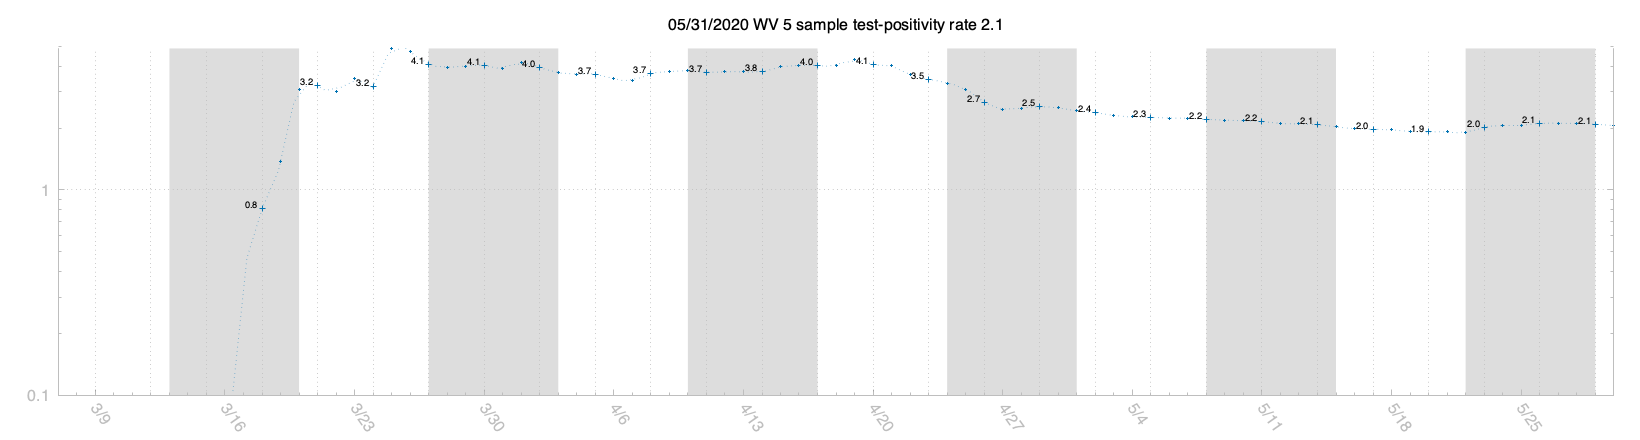 05/31/2020 WV 5 sample test-positivity rate 2.1
4.1 4.1 4.0 3.7 3.7 3.7 3.8 4.0 4.1 3.5 2.7 2.5 2.4 2.3 2.2 2.2 2.1 2.0 1.9 2.0 2.1 2.1
3.2 3.2
1
0.8
0.1
3/9 3/16 3/23 3/30 4/6 4/13 4/20 4/27 5/4 5/11 5/18 5/25